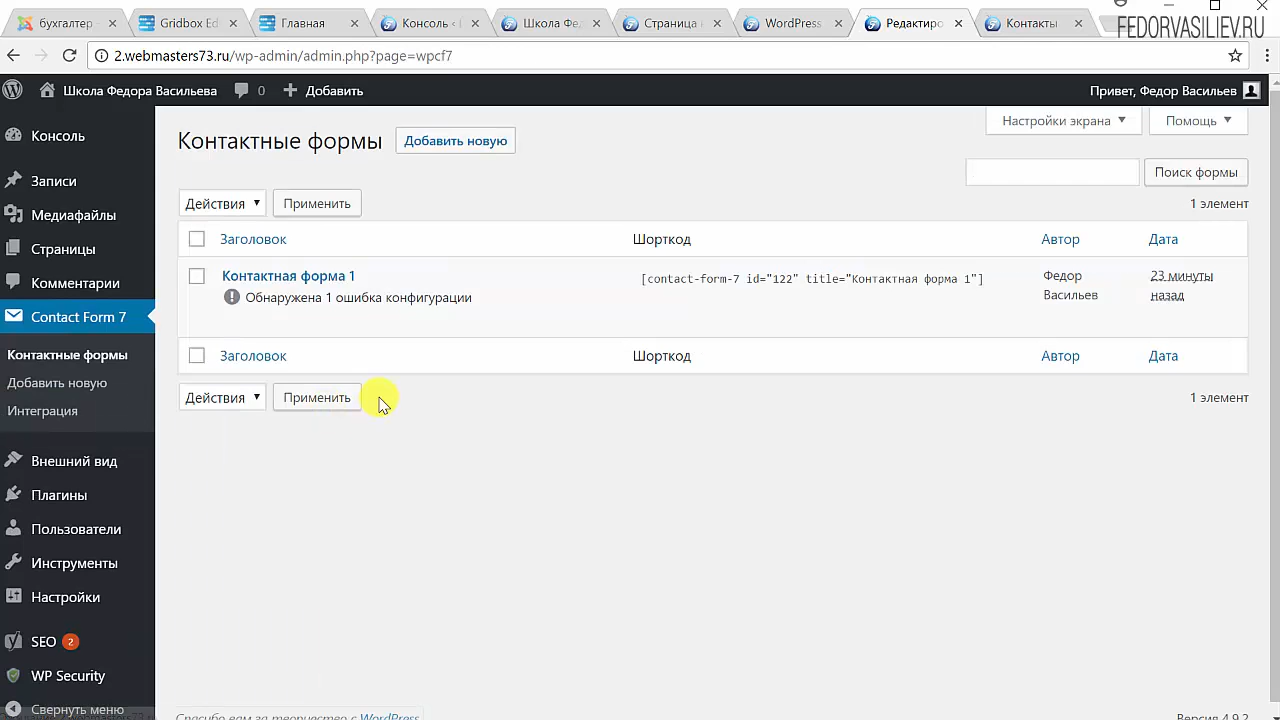 бухгалтер
Gridbox Ed
Главная
Консоль ‹
Школа Фе
Страница
WordPress
Редактиро
Контакты
FEDORVASILIEV.RU
2.webmasters73.ru/wp-admin/admin.php?page=wpcf7
Школа Федора Васильева
0
Добавить
Привет, Федор Васильев
Консоль
Записи
Медиафайлы
Страницы
Комментарии
Contact Form 7
Контактные формы
Добавить новую
Интеграция
Внешний вид
Плагины
Пользователи
Инструменты
Настройки
SEO 2
WP Security
Свернуть меню
Настройки экрана ▼
Помощь ▼
Контактные формы
Добавить новую
Поиск формы
Действия ▼
Применить
1 элемент
Заголовок
Шорткод
Автор
Дата
Контактная форма 1
Обнаружена 1 ошибка конфигурации
[contact-form-7 id="122" title="Контактная форма 1"]
Федор
Васильев
23 минуты
назад
Заголовок
Шорткод
Автор
Дата
Действия ▼
Применить
1 элемент
Спасибо вам за творчество с WordPress
Версия 4.9.2